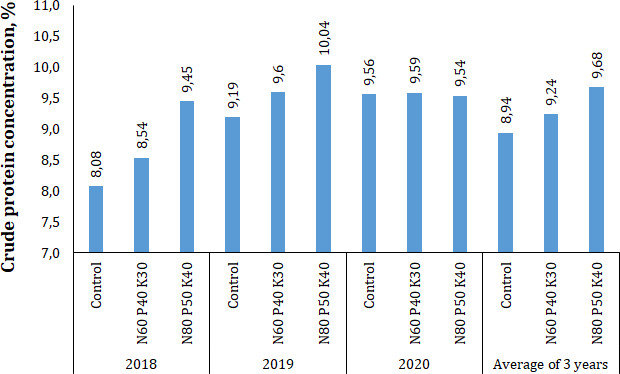 Crude protein concentration, %
11,0
10,5
10,0
9,5
9,0
8,5
8,0
7,5
7,0
8,08
8,54
9,45
9,19
9,6
10,04
9,56
9,59
9,54
8,94
9,24
9,68
Control
N60 P40 K30
N80 P50 K40
Control
N60 P40 K30
N80 P50 K40
Control
N60 P40 K30
N80 P50 K40
Control
N60 P40 K30
N80 P50 K40
2018
2019
2020
Average of 3 years